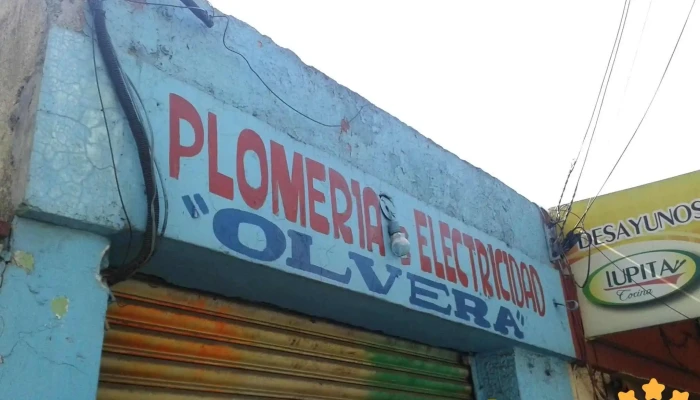 PLOMERIA ELECTRICIDAD
"OLVERA"
DESAYUNOS
LUPITA
Cocina